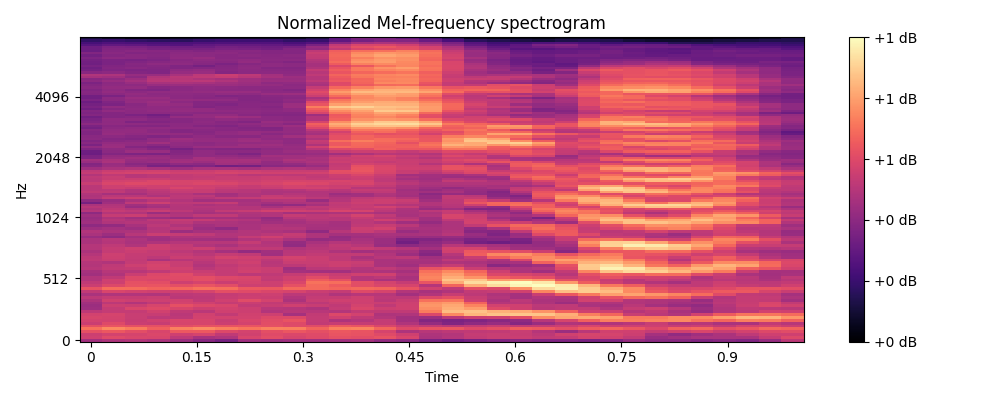 Normalized Mel-frequency spectrogram
Hz
4096
2048
1024
512
0
0 0.15 0.3 0.45 0.6 0.75 0.9
Time
+1 dB
+1 dB
+1 dB
+0 dB
+0 dB
+0 dB